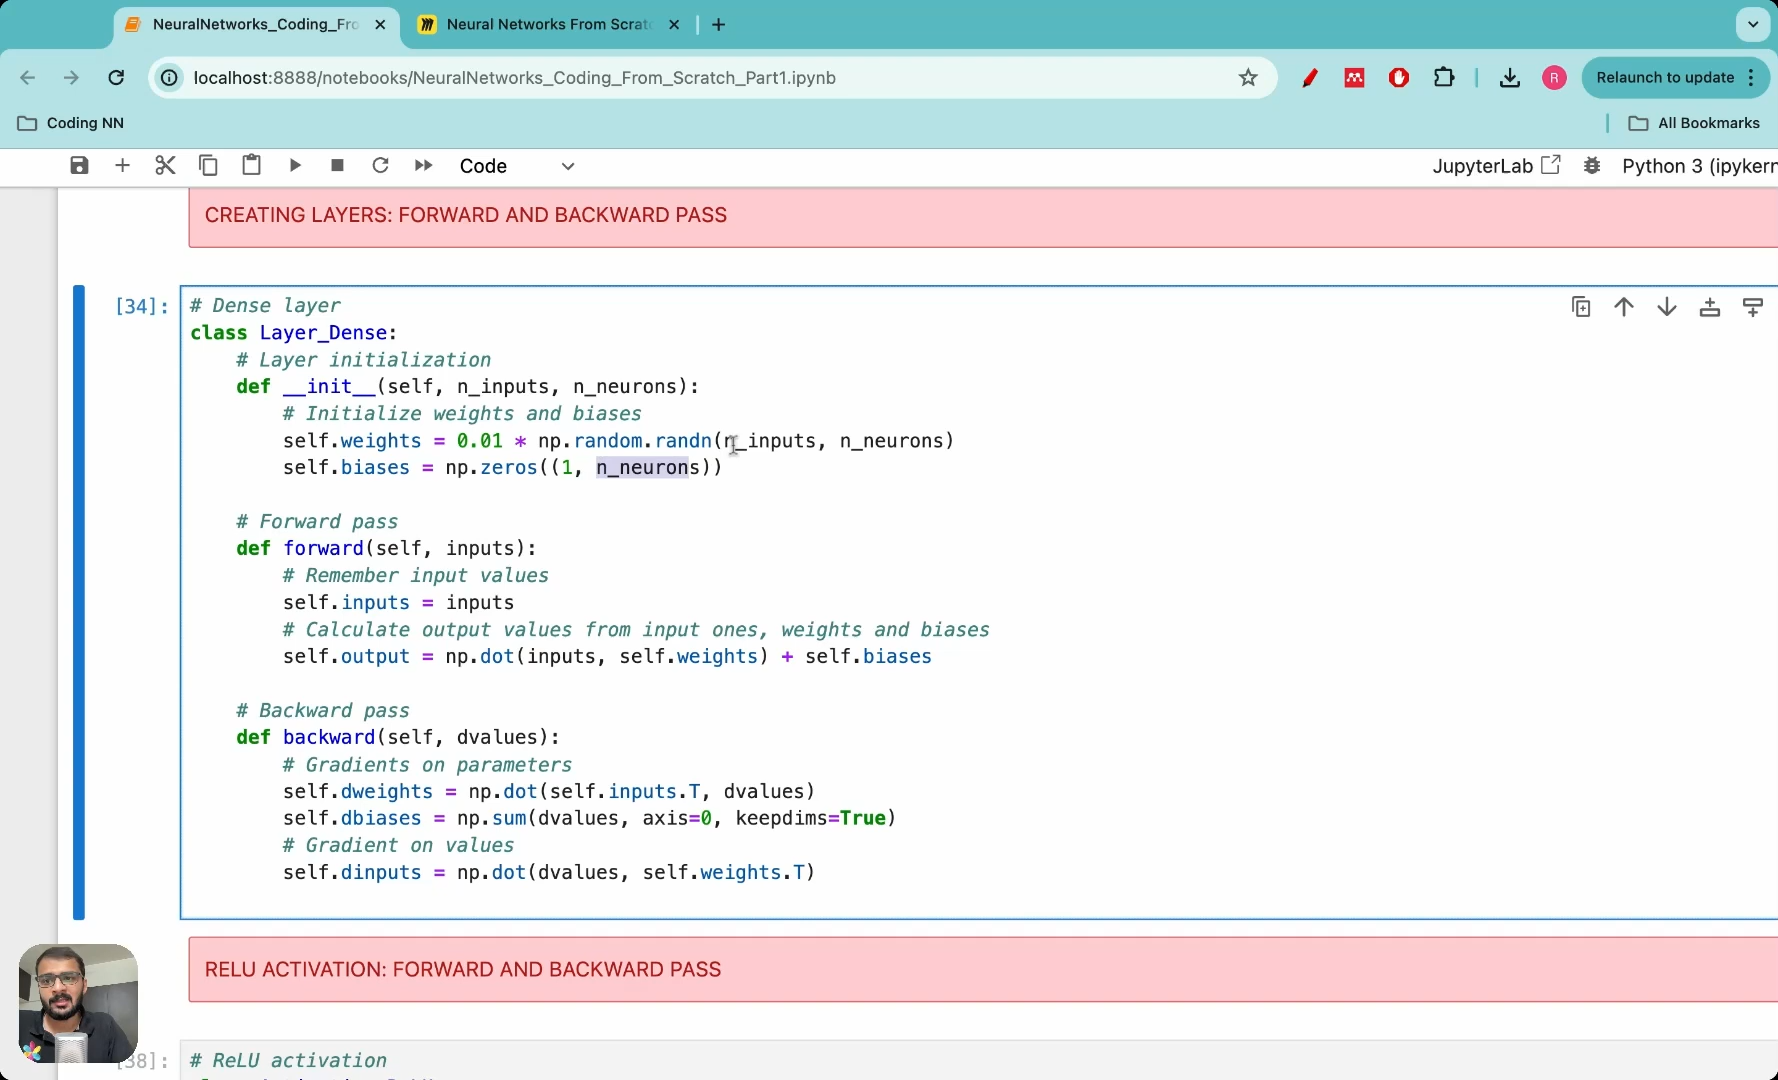 NeuralNetworks_Coding_Fro
Neural Networks From Scrat
localhost:8888/notebooks/NeuralNetworks_Coding_From_Scratch_Part1.ipynb
R
Relaunch to update
Coding NN
All Bookmarks
Code
JupyterLab
Python 3 (ipykern
CREATING LAYERS: FORWARD AND BACKWARD PASS
[34]:
# Dense layer
class Layer_Dense:
    # Layer initialization
    def __init__(self, n_inputs, n_neurons):
        # Initialize weights and biases
        self.weights = 0.01 * np.random.randn(n_inputs, n_neurons)
        self.biases = np.zeros((1, n_neurons))
    # Forward pass
    def forward(self, inputs):
        # Remember input values
        self.inputs = inputs
        # Calculate output values from input ones, weights and biases
        self.output = np.dot(inputs, self.weights) + self.biases
    # Backward pass
    def backward(self, dvalues):
        # Gradients on parameters
        self.dweights = np.dot(self.inputs.T, dvalues)
        self.dbiases = np.sum(dvalues, axis=0, keepdims=True)
        # Gradient on values
        self.dinputs = np.dot(dvalues, self.weights.T)
RELU ACTIVATION: FORWARD AND BACKWARD PASS
[38]:
# ReLU activation